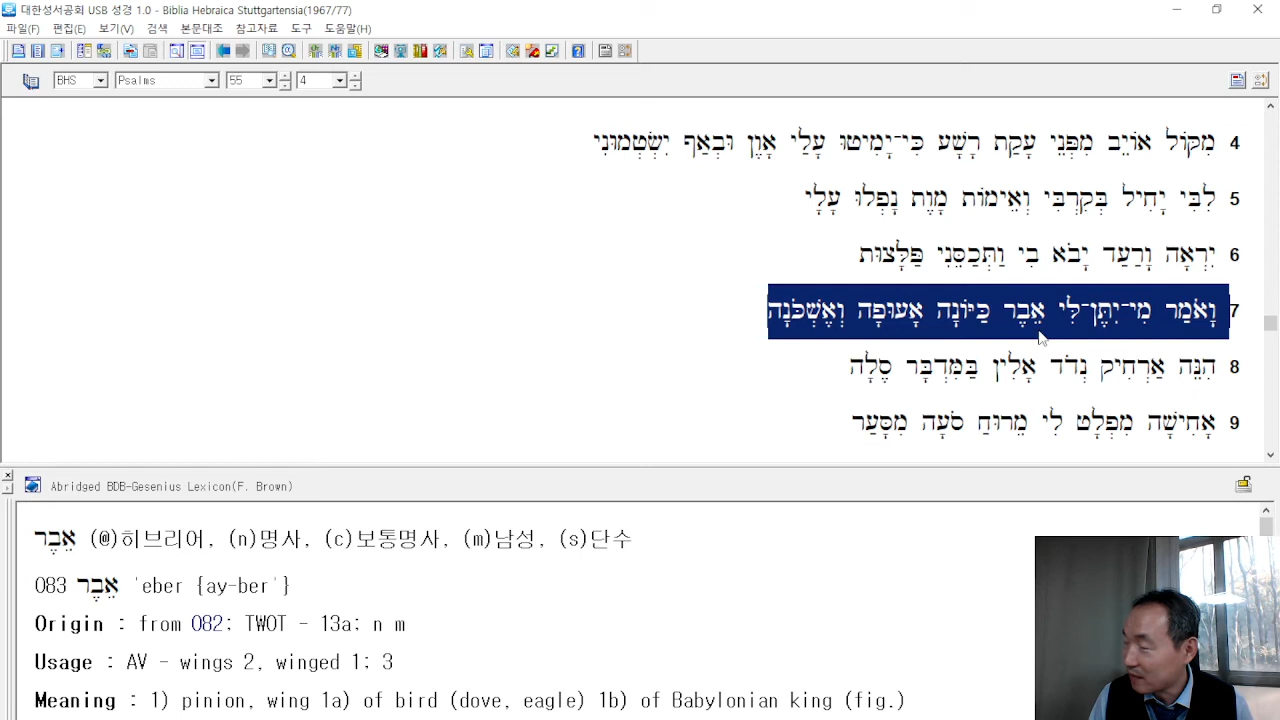 대한성서공회 USB 성경 1.0 - Biblia Hebraica Stuttgartensia(1967/77)
파일(F) 편집(E) 보기(V) 검색 본문대조 참고자료 도구 도움말(H)
BHS Psalms 55 4
4 מִקּוֹל אוֹיֵב מִפְּנֵי עָקַת רָשָׁע כִּי־יָמִיטוּ עָלַי אָוֶן וּבְאַף יִשְׂטְמוּנִי
5 לִבִּי יָחִיל בְּקִרְבִּי וְאֵימוֹת מָוֶת נָפְלוּ עָלָי
6 יִרְאָה וָרַעַד יָבֹא בִי וַתְּכַסֵּנִי פַּלָּצוּת
7 וָאֹמַר מִי־יִתֶּן־לִּי אֵבֶר כַּיּוֹנָה אָעוּפָה וְאֶשְׁכֹּנָה
8 הִנֵּה אַרְחִיק נְדֹד אָלִין בַּמִּדְבָּר סֶלָה
9 אָחִישָׁה מִפְלָט לִי מֵרוּחַ סֹעָה מִסָּעַר
Abridged BDB-Gesenius Lexicon(F. Brown)
אֵבֶר (@)히브리어, (n)명사, (c)보통명사, (m)남성, (s)단수
083 אֵבֶר ˈeber {ay-berˈ}
Origin : from 082; TWOT - 13a; n m
Usage : AV - wings 2, winged 1; 3
Meaning : 1) pinion, wing 1a) of bird (dove, eagle) 1b) of Babylonian king (fig.)